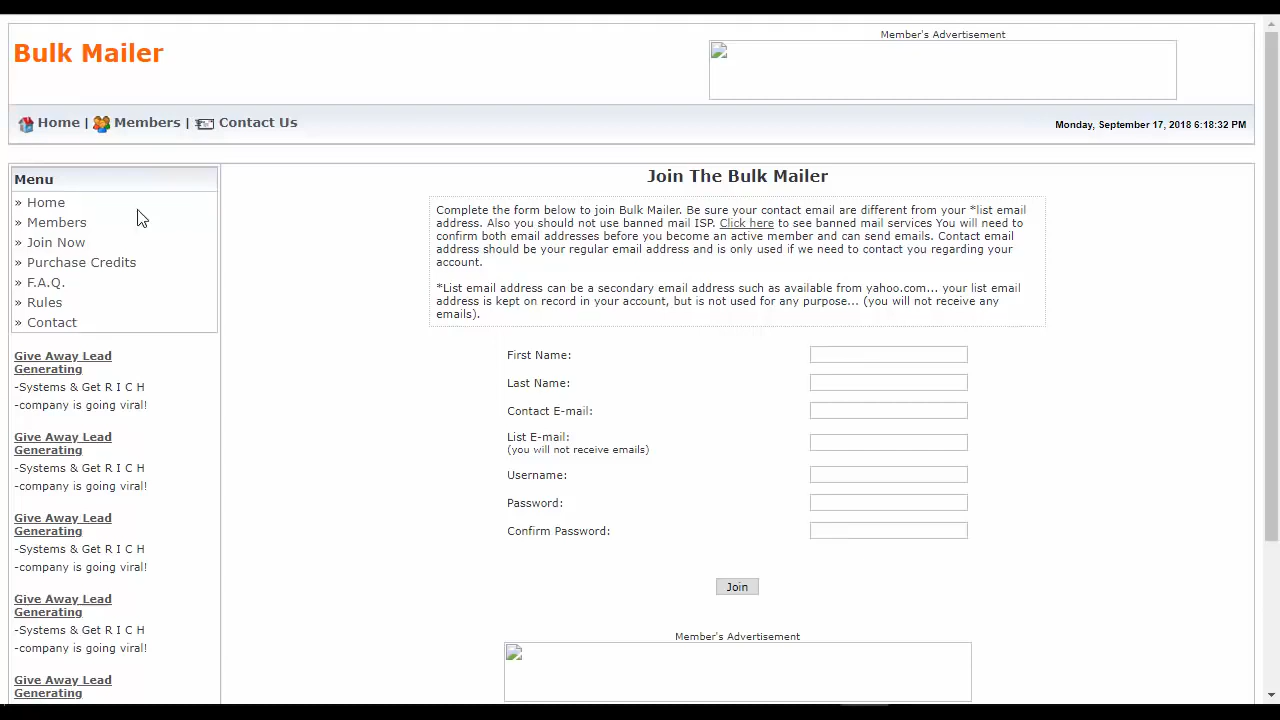 Bulk Mailer
Member's Advertisement
Home | Members | Contact Us
Monday, September 17, 2018 6:18:32 PM
Menu
» Home
» Members
» Join Now
» Purchase Credits
» F.A.Q.
» Rules
» Contact
Give Away Lead
Generating
-Systems & Get R I C H
-company is going viral!
Give Away Lead
Generating
-Systems & Get R I C H
-company is going viral!
Give Away Lead
Generating
-Systems & Get R I C H
-company is going viral!
Give Away Lead
Generating
-Systems & Get R I C H
-company is going viral!
Give Away Lead
Generating
Join The Bulk Mailer
Complete the form below to join Bulk Mailer. Be sure your contact email are different from your *list email
address. Also you should not use banned mail ISP. Click here to see banned mail services You will need to
confirm both email addresses before you become an active member and can send emails. Contact email
address should be your regular email address and is only used if we need to contact you regarding your
account.
*List email address can be a secondary email address such as available from yahoo.com... your list email
address is kept on record in your account, but is not used for any purpose... (you will not receive any
emails).
First Name:
Last Name:
Contact E-mail:
List E-mail:
(you will not receive emails)
Username:
Password:
Confirm Password:
Join
Member's Advertisement